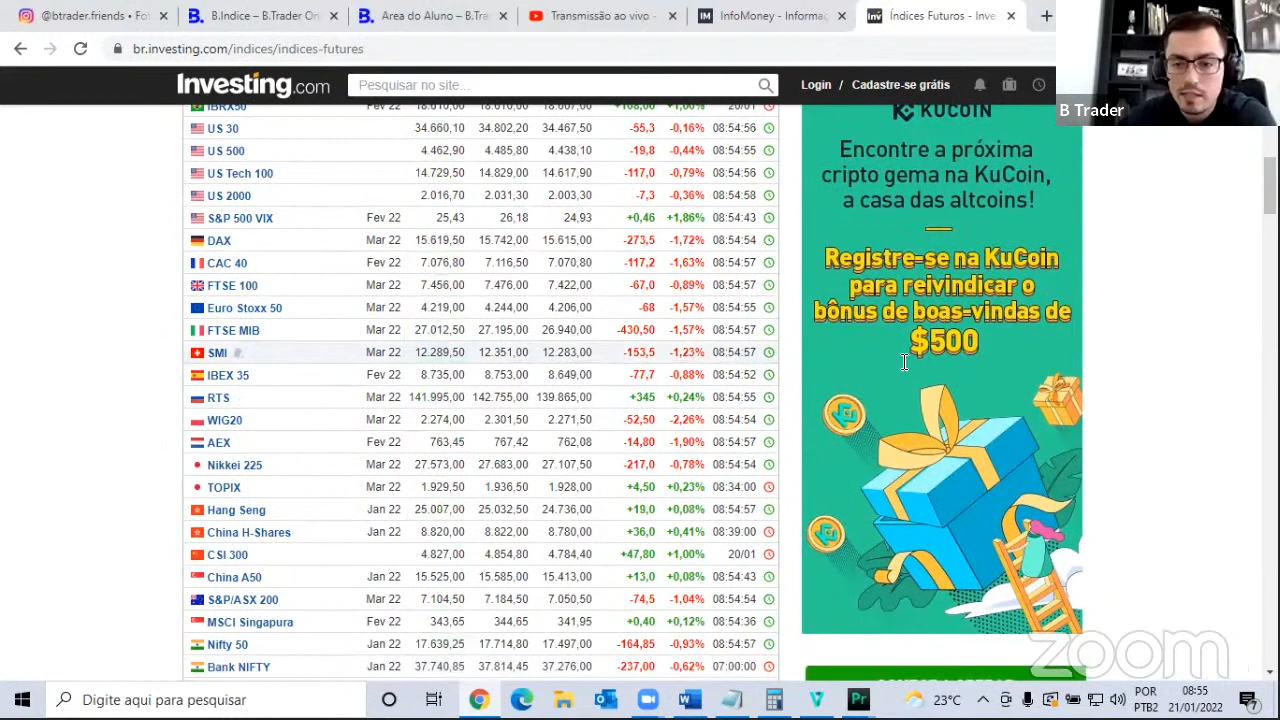 @btrader.friends • Fo
B.Indice – B.Trader On
Área do Aluno – B.Tra
Transmissão ao vivo -
InfoMoney - Informaç
Índices Futuros - Inve
br.investing.com/indices/indices-futures
Investing.com
Pesquisar no site...
Login / Cadastre-se grátis
B Trader
IBRX50 Fev 22 18.610,00 18.610,00 18.607,00 +108,00 +1,00% 20/01
US 30 34.660,10 34.802,20 34.467,50 -55,3 -0,16% 08:54:56
US 500 4.462,90 4.485,80 4.438,10 -19,8 -0,44% 08:54:55
US Tech 100 14.729,50 14.829,00 14.617,90 -117,0 -0,79% 08:54:56
US 2000 2.016,70 2.031,30 2.003,30 -7,3 -0,36% 08:54:58
S&P 500 VIX Fev 22 25,43 26,18 24,93 +0,46 +1,86% 08:54:43
DAX Mar 22 15.619,50 15.742,00 15.615,00 -273,5 -1,72% 08:54:54
CAC 40 Fev 22 7.076,80 7.116,50 7.070,80 -117,2 -1,63% 08:54:57
FTSE 100 Mar 22 7.456,00 7.476,00 7.422,00 -67,0 -0,89% 08:54:57
Euro Stoxx 50 Mar 22 4.219,00 4.244,00 4.206,00 -68 -1,57% 08:54:55
FTSE MIB Mar 22 27.012,50 27.195,00 26.940,00 -430,50 -1,57% 08:54:57
SMI Mar 22 12.289,50 12.351,00 12.283,00 -153,5 -1,23% 08:54:57
IBEX 35 Fev 22 8.735,00 8.753,00 8.649,00 -77,7 -0,88% 08:54:52
RTS Mar 22 141.995,00 142.755,00 139.865,00 +345 +0,24% 08:54:55
WIG20 Mar 22 2.274,00 2.301,50 2.271,50 -52,50 -2,26% 08:54:57
AEX Fev 22 763,45 767,42 762,08 -14,80 -1,90% 08:54:57
Nikkei 225 Mar 22 27.573,00 27.683,00 27.107,50 -217,0 -0,78% 08:54:54
TOPIX Mar 22 1.929,50 1.936,50 1.928,00 +4,50 +0,23% 08:34:00
Hang Seng Jan 22 25.007,00 25.032,50 24.736,00 +19,0 +0,08% 08:54:57
China H-Shares Jan 22 8.820,00 8.822,00 8.780,00 +36,0 +0,41% 08:39:00
CSI 300 4.827,00 4.854,80 4.784,40 +47,80 +1,00% 20/01
China A50 Jan 22 15.525,00 15.585,00 15.413,00 +13,0 +0,08% 08:54:43
S&P/ASX 200 Mar 22 7.104,50 7.184,50 7.050,50 -74,5 -1,04% 08:54:54
MSCI Singapura Fev 22 343,65 344,65 341,95 +0,40 +0,12% 08:54:36
Nifty 50 Jan 22 17.639,25 17.714,80 17.497,00 -164,85 -0,93% 08:54:57
Bank NIFTY Jan 22 37.740,85 37.814,45 37.276,00 -237,00 -0,62% 07:00:00
KUCOIN
Encontre a próxima
cripto gema na KuCoin,
a casa das altcoins!
Registre-se na KuCoin
para reivindicar o
bônus de boas-vindas de
$500
zoom
Digite aqui para pesquisar
23°C
POR
PTB2
08:55
21/01/2022
7